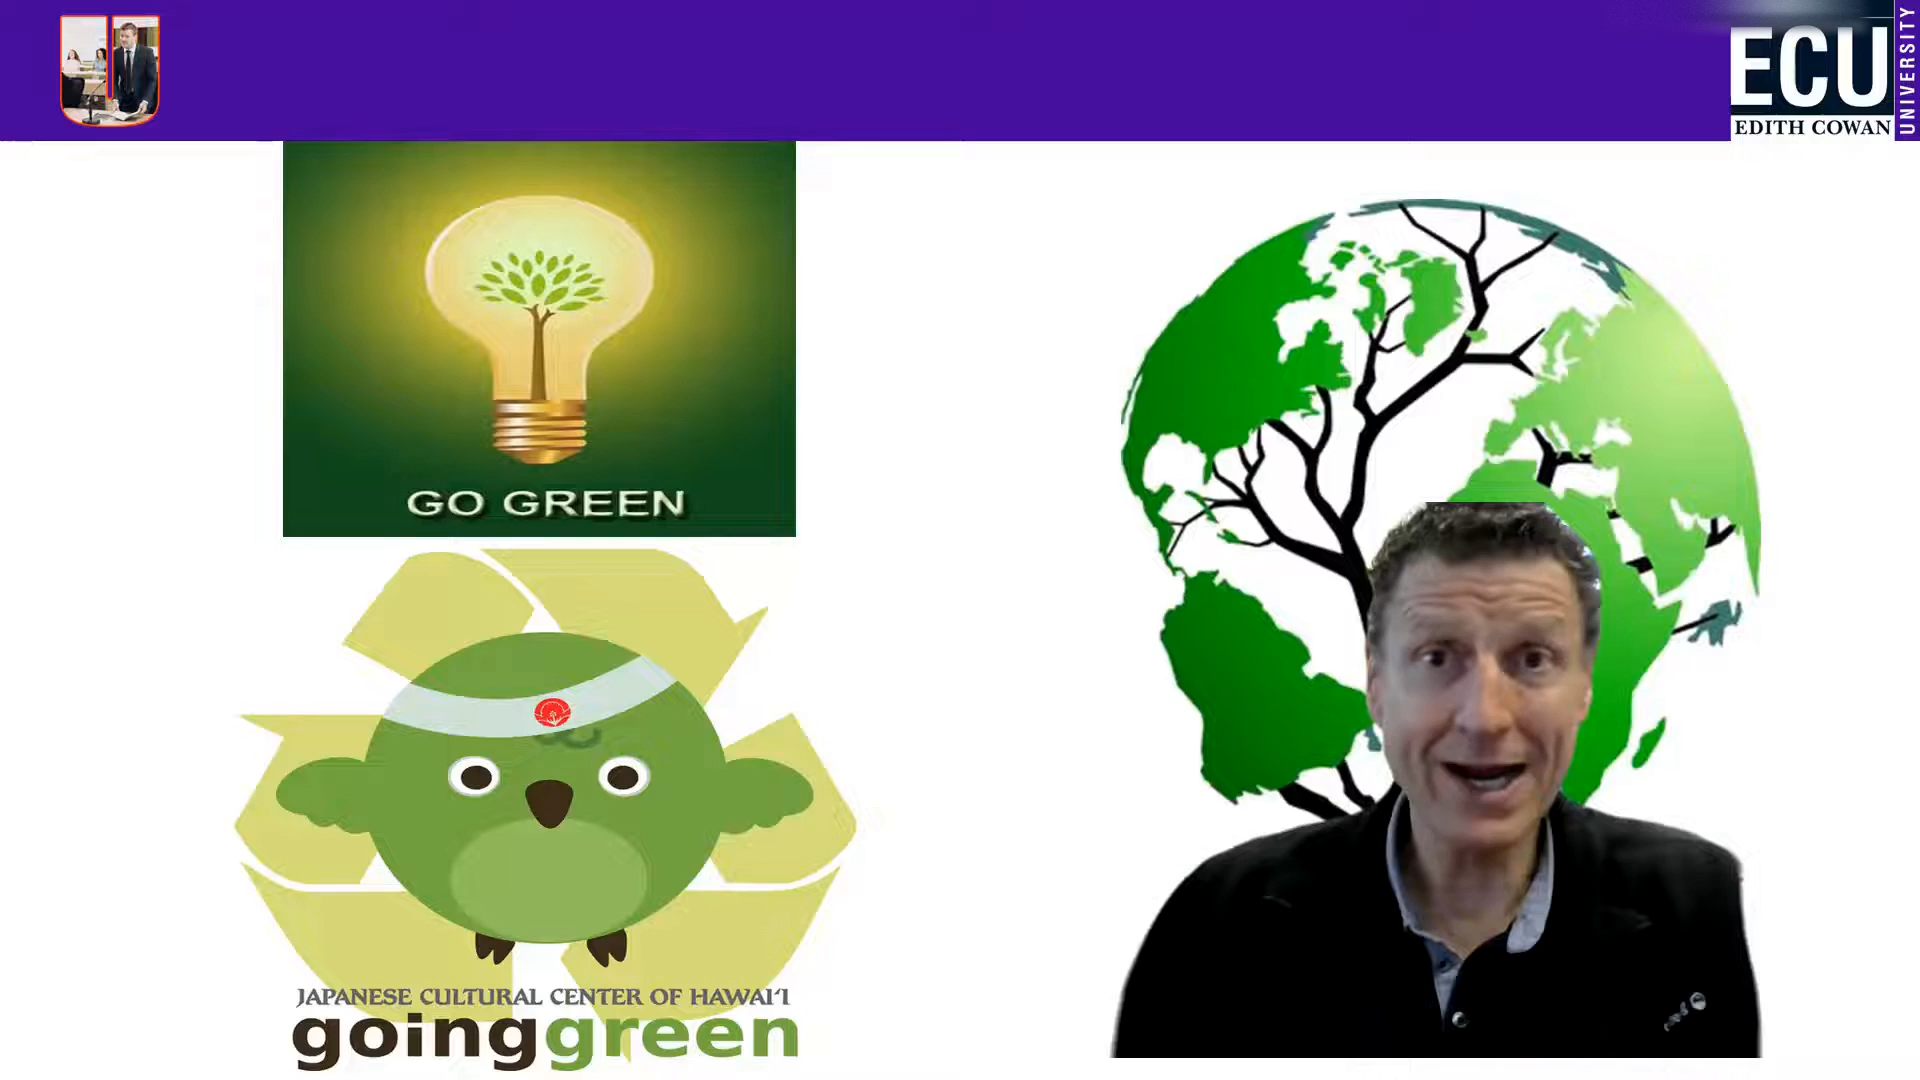 ECU
EDITH COWAN
UNIVERSITY
GO GREEN
JAPANESE CULTURAL CENTER OF HAWAI‘I
goinggreen